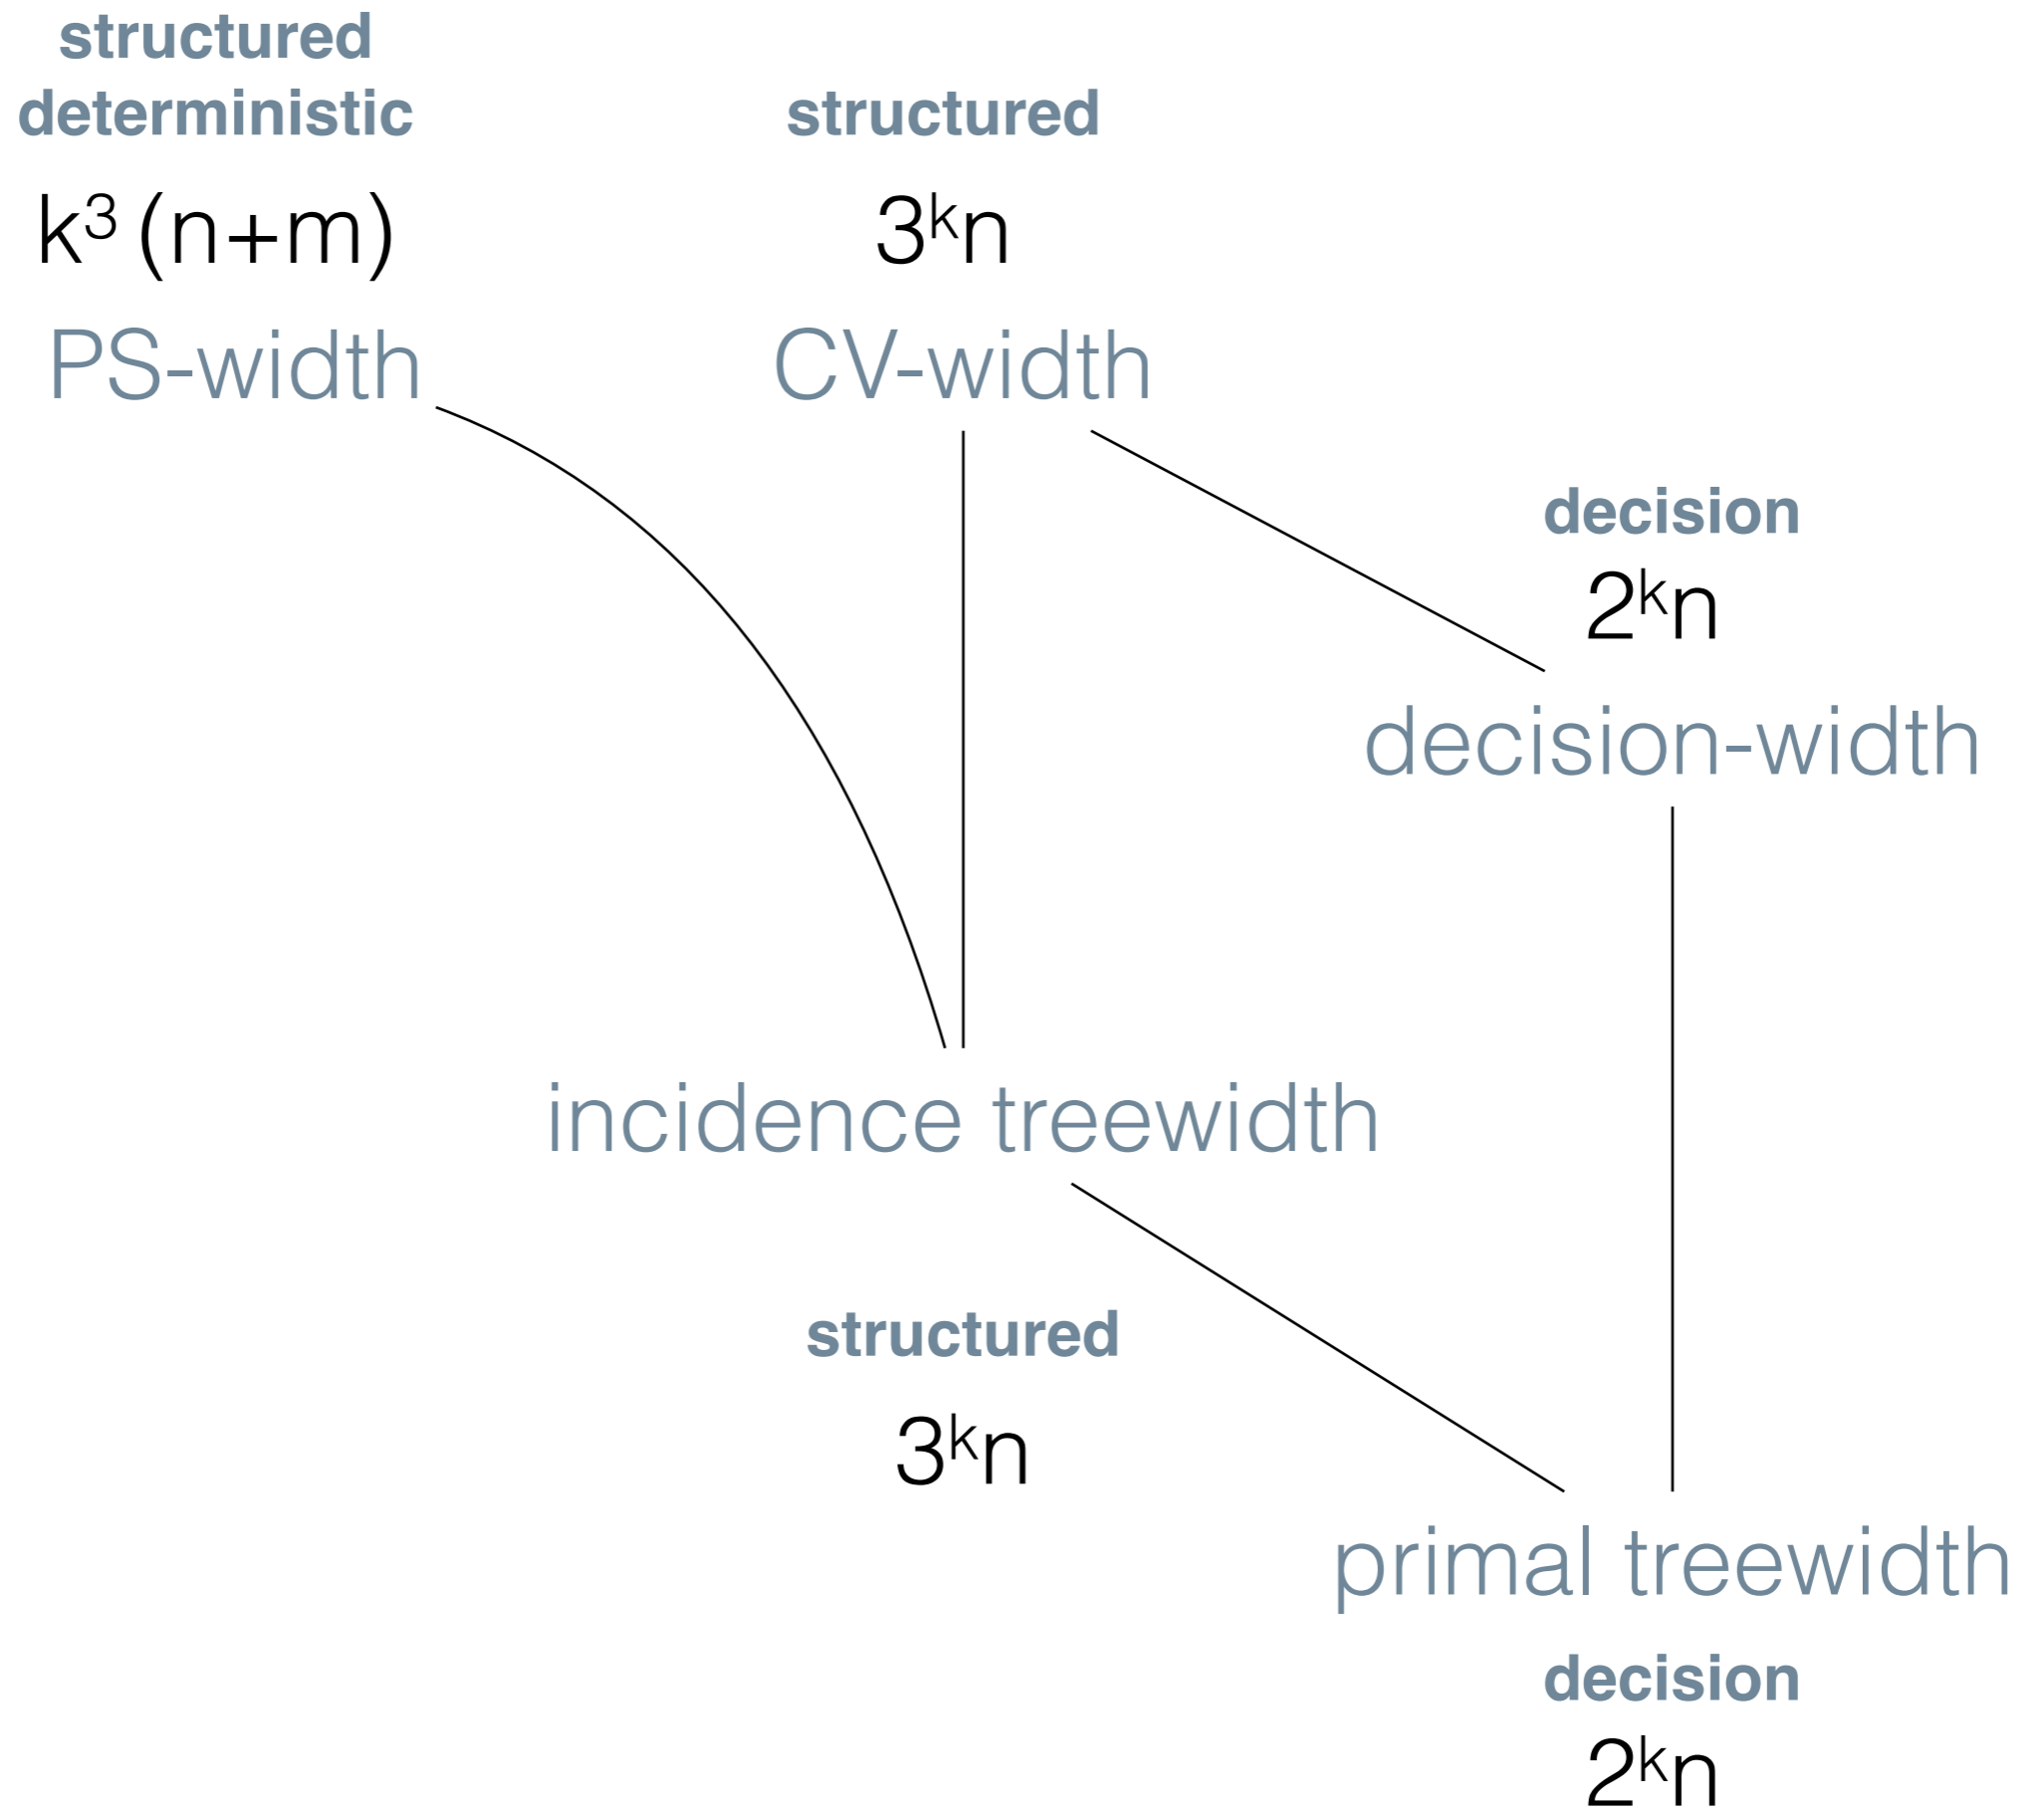 structured
deterministic
k³ (n+m)
PS-width
structured
3ᵏn
CV-width
decision
2ᵏn
decision-width
incidence treewidth
structured
3ᵏn
primal treewidth
decision
2ᵏn